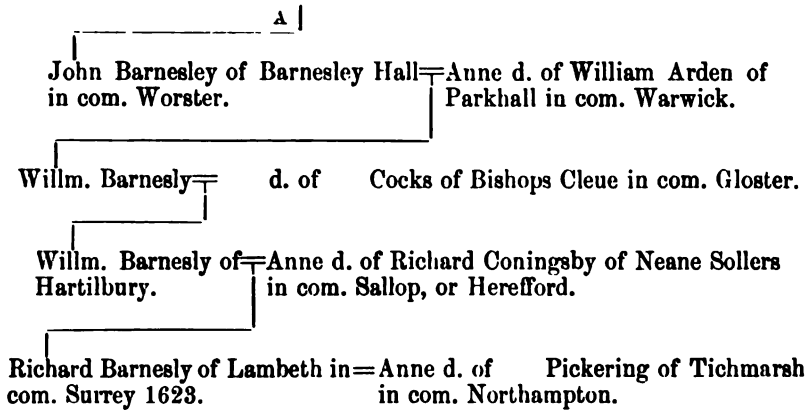 A
John Barnesley of Barnesley Hall=Anne d. of William Arden of
in com. Worster. Parkhall in com. Warwick.
Willm. Barnesly= d. of Cocks of Bishops Cleue in com. Gloster.
Willm. Barnesly of=Anne d. of Richard Coningsby of Neane Sollers
Hartilbury. in com. Sallop, or Herefford.
Richard Barnesly of Lambeth in=Anne d. of Pickering of Tichmarsh
com. Surrey 1623. in com. Northampton.